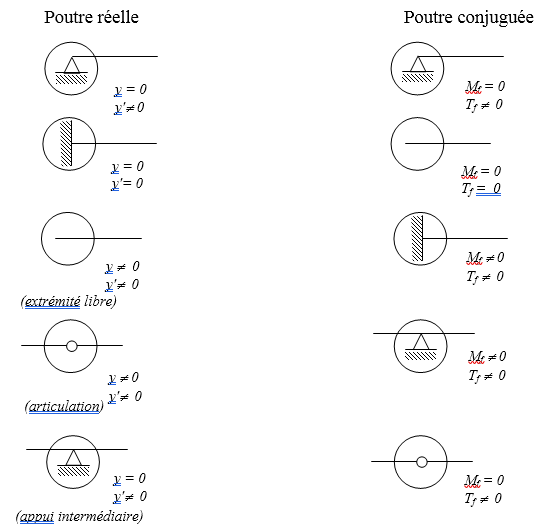 Poutre réelle
Poutre conjuguée
y = 0
y'≠0
Mf = 0
Tf ≠ 0
y = 0
y'= 0
Mf = 0
Tf = 0
y ≠ 0
y'≠ 0
(extrémité libre)
Mf ≠0
Tf ≠ 0
y ≠0
y'≠ 0
(articulation)
Mf ≠0
Tf ≠ 0
y = 0
y'≠ 0
(appui intermédiaire)
Mf = 0
Tf ≠ 0